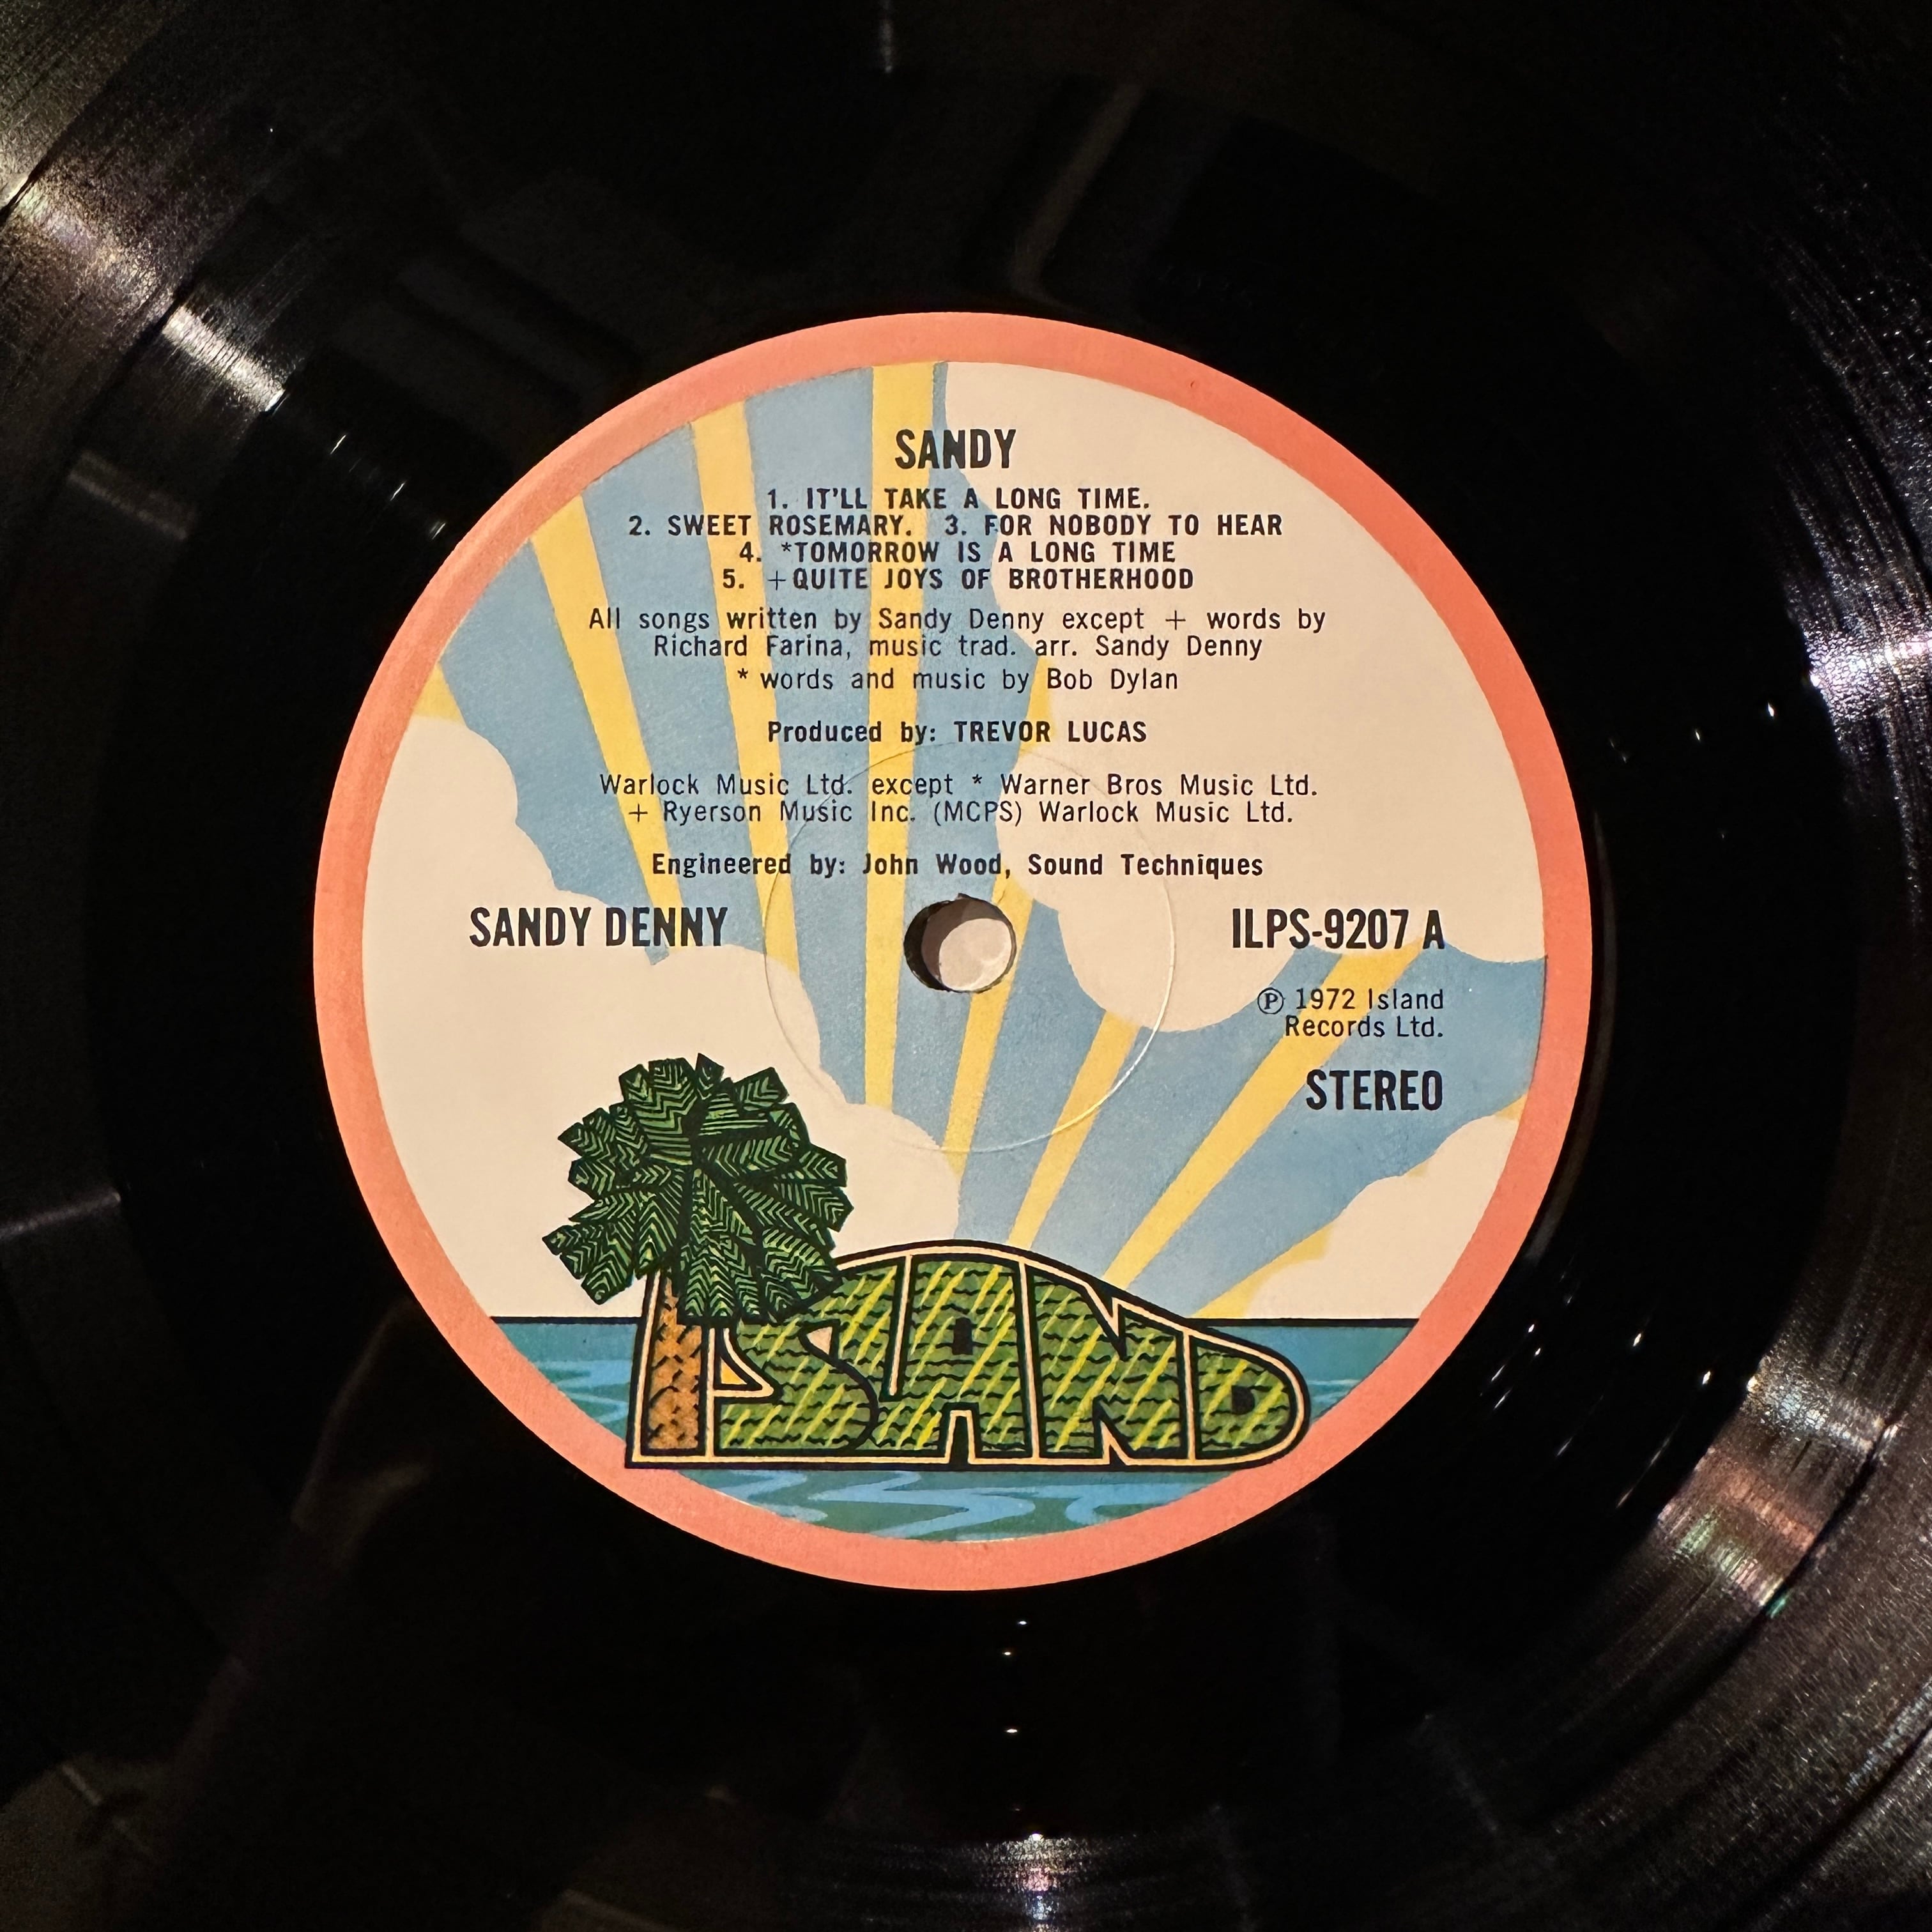 SANDY
1. IT'LL TAKE A LONG TIME.
2. SWEET ROSEMARY. 3. FOR NOBODY TO HEAR
4. *TOMORROW IS A LONG TIME
5. +QUITE JOYS OF BROTHERHOOD
All songs written by Sandy Denny except + words by
Richard Farina, music trad. arr. Sandy Denny
* words and music by Bob Dylan
Produced by: TREVOR LUCAS
Warlock Music Ltd. except * Warner Bros Music Ltd.
+ Ryerson Music Inc. (MCPS) Warlock Music Ltd.
Engineered by: John Wood, Sound Techniques
SANDY DENNY
ILPS-9207 A
℗ 1972 Island
Records Ltd.
STEREO
ISLAND